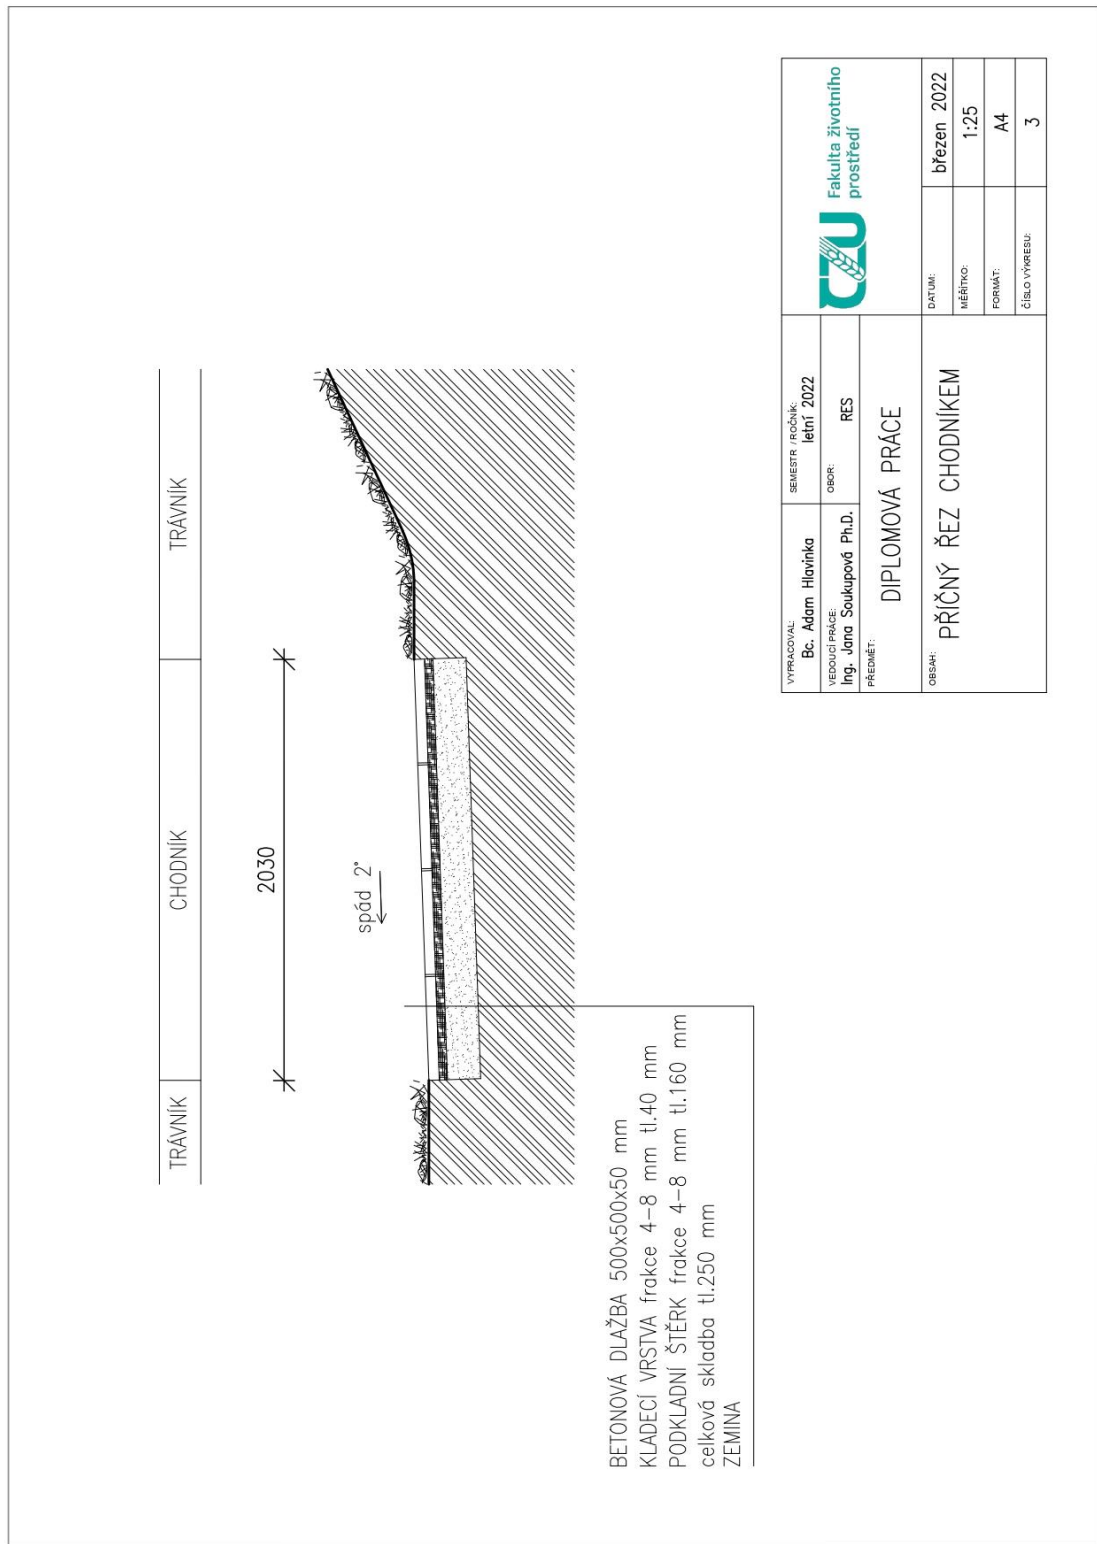 TRÁVNÍK
CHODNÍK
TRÁVNÍK
2030
spád 2°
BETONOVÁ DLAŽBA 500x500x50 mm
KLADECÍ VRSTVA frakce 4-8 mm tl.40 mm
PODKLADNÍ ŠTĚRK frakce 4-8 mm tl.160 mm
celková skladba tl.250 mm
ZEMINA
VYPRACOVAL:
Bc. Adam Hlavinka
SEMESTR / ROČNÍK:
letní 2022
VEDOUCÍ PRÁCE:
Ing. Jana Soukupová Ph.D.
OBOR:
RES
CZU
Fakulta životního
prostředí
PŘEDMĚT:
DIPLOMOVÁ PRÁCE
OBSAH:
PŘÍČNÝ ŘEZ CHODNÍKEM
DATUM:
březen 2022
MĚŘÍTKO:
1:25
FORMÁT:
A4
ČÍSLO VÝKRESU:
3